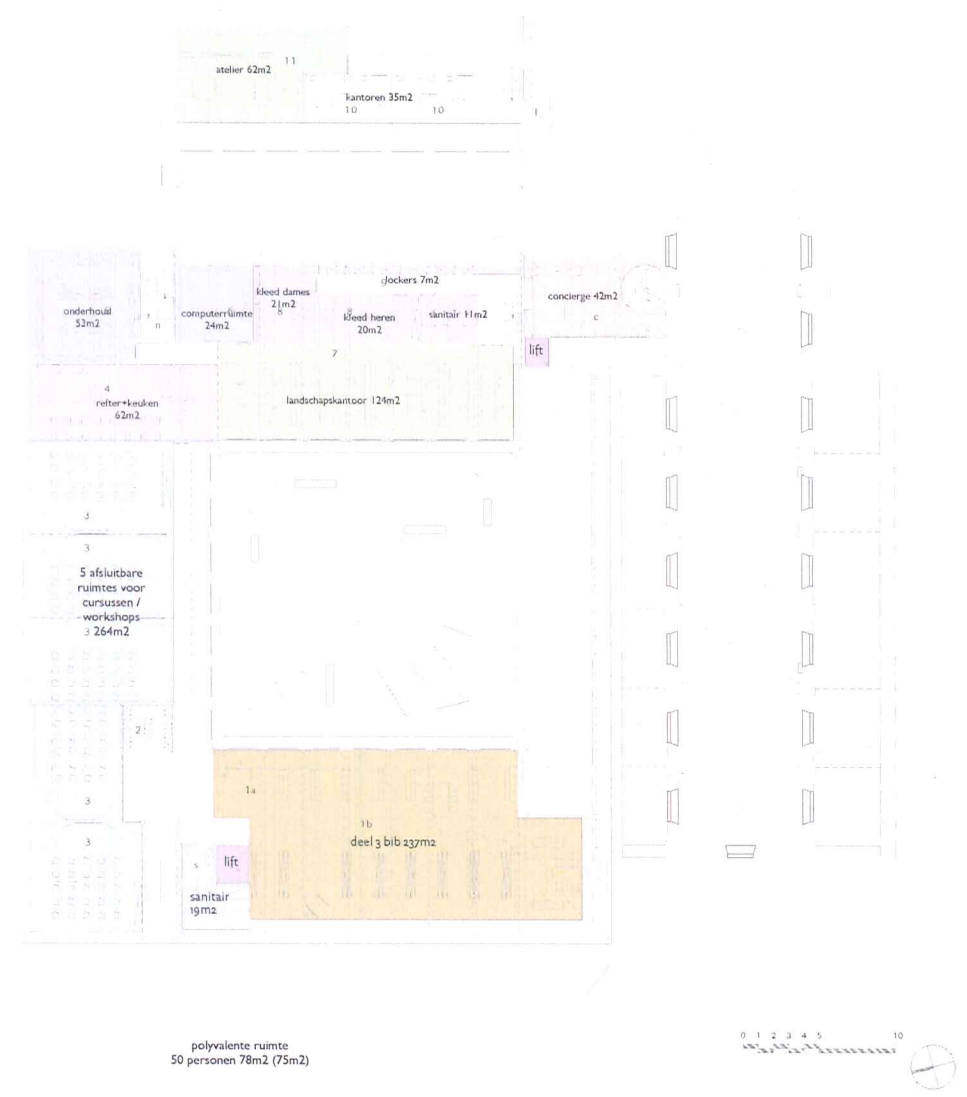 11
atelier 62m2
kantoren 35m2
10
10
kleed dames
21m2
8
lockers 7m2
concierge 42m2
c
onderhoud
53m2
computerruimte
24m2
kleed heren
20m2
sanitair 11m2
lift
7
4
refter+keuken
62m2
landschapskantoor 124m2
3
3
5 afsluitbare
ruimtes voor
cursussen /
workshops
3 264m2
2
3
3
1a
1b
deel 3 bib 237m2
s
lift
sanitair
19m2
polyvalente ruimte
50 personen 78m2 (75m2)
0 1 2 3 4 5 10